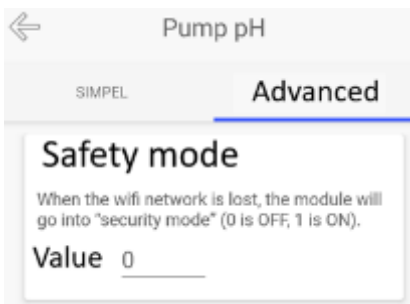 Pump pH
SIMPEL Advanced
Safety mode
When the wifi network is lost, the module will
go into "security mode" (0 is OFF, 1 is ON).
Value 0